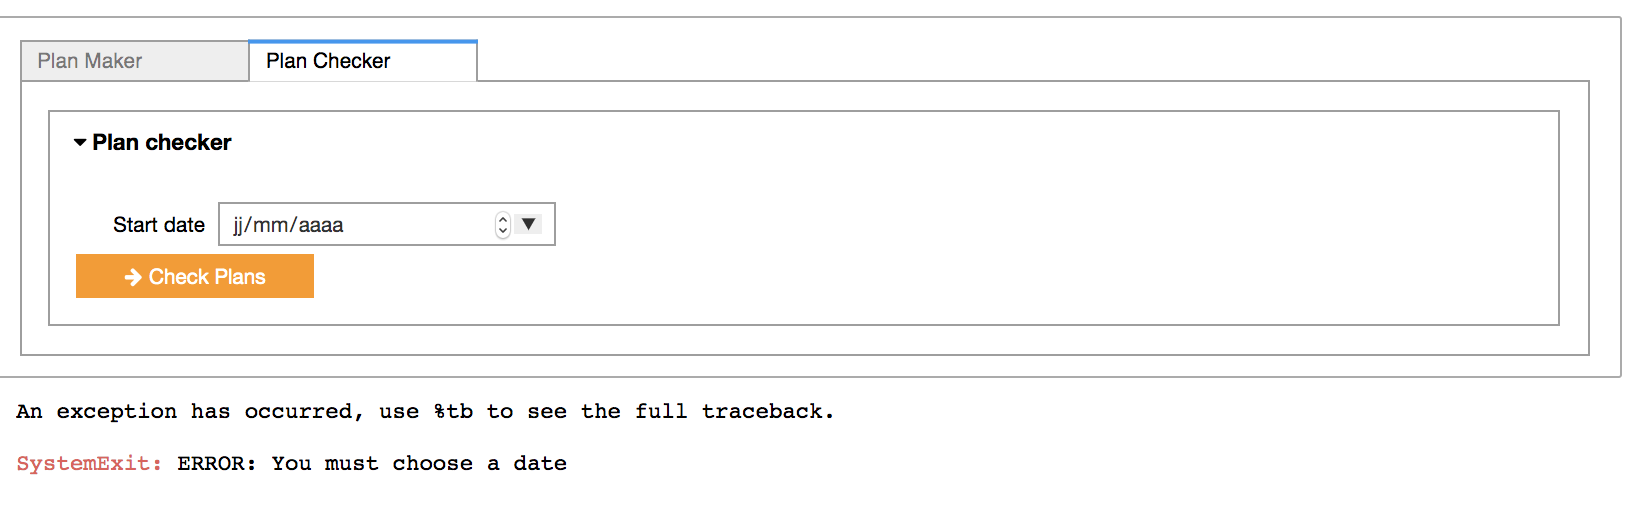 Plan Maker
Plan Checker
Plan checker
Start date jj/mm/aaaa
Check Plans
An exception has occurred, use %tb to see the full traceback.
SystemExit: ERROR: You must choose a date